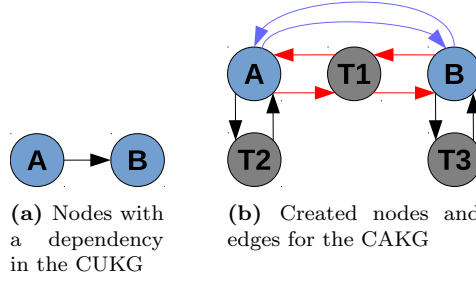 A T1 B
A B T2 T3
(a) Nodes with
a dependency
in the CUKG
(b) Created nodes and
edges for the CAKG